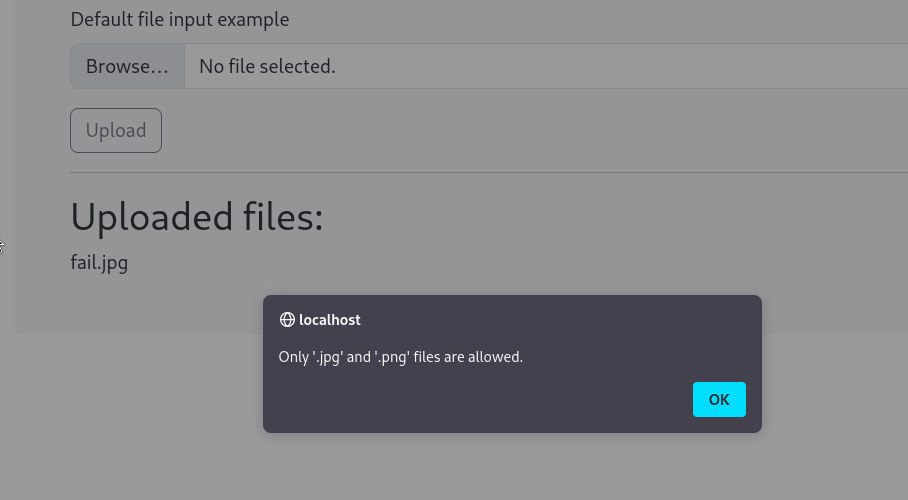 Default file input example
Browse...
No file selected.
Upload
Uploaded files:
fail.jpg
localhost
Only '.jpg' and '.png' files are allowed.
OK